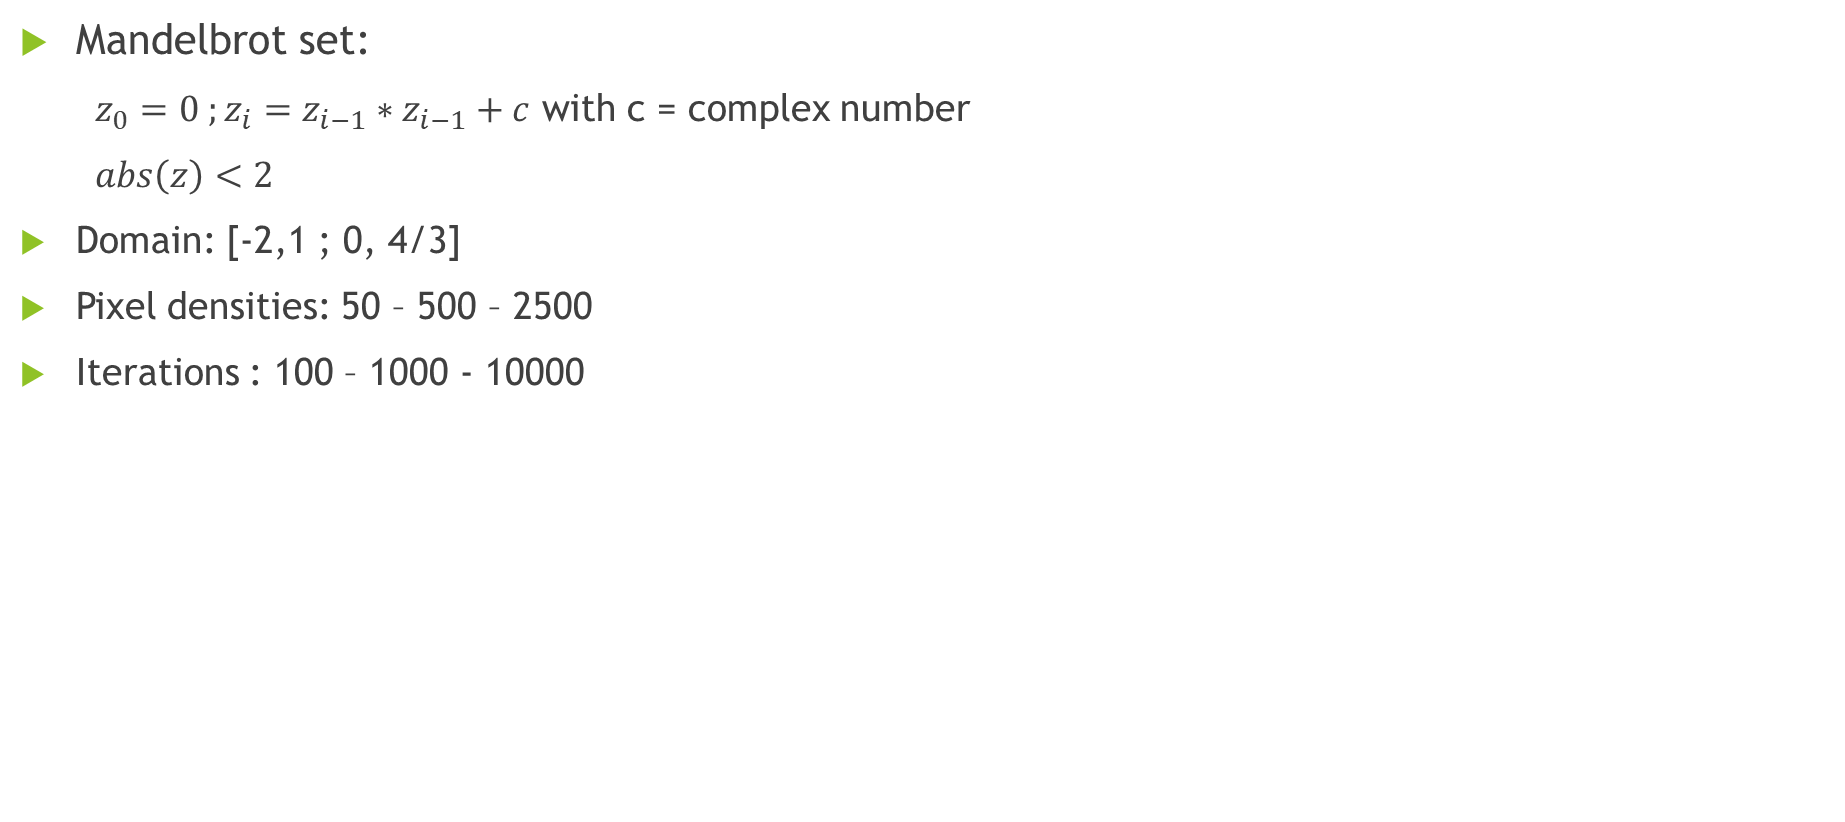 Mandelbrot set:
𝑧₀ = 0 ; 𝑧ᵢ = 𝑧ᵢ₋₁ ∗ 𝑧ᵢ₋₁ + 𝑐 with c = complex number
𝑎𝑏𝑠(𝑧) < 2
Domain: [-2,1 ; 0, 4/3]
Pixel densities: 50 – 500 – 2500
Iterations : 100 – 1000 - 10000